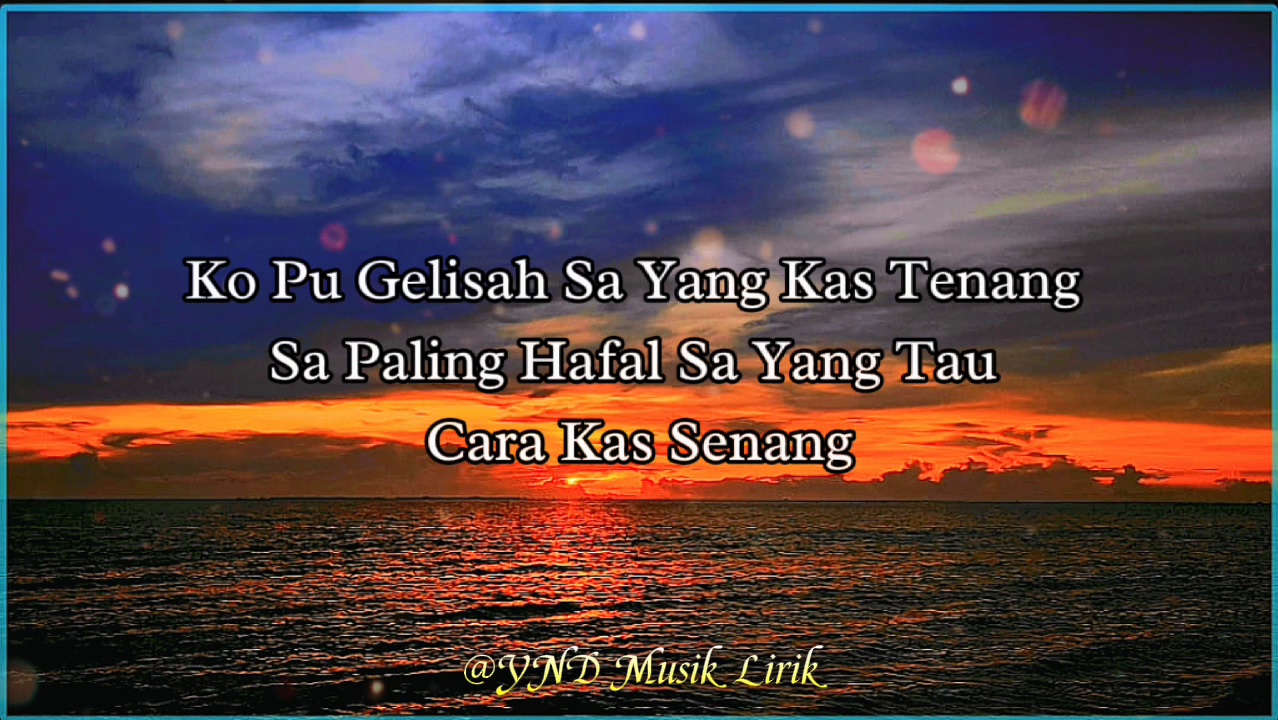 Ko Pu Gelisah Sa Yang Kas Tenang
Sa Paling Hafal Sa Yang Tau
Cara Kas Senang
@YND Musik Lirik